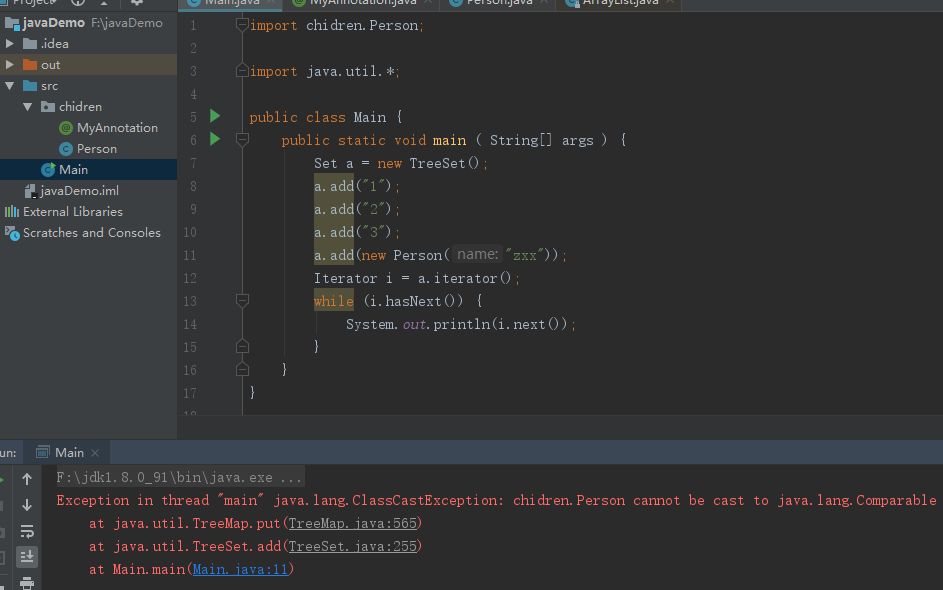 Project
Main.java MyAnnotation.java Person.java ArrayList.java
javaDemo F:\javaDemo
.idea
out
src
chidren
MyAnnotation
Person
Main
javaDemo.iml
External Libraries
Scratches and Consoles
1 import chidren.Person;
2
3 import java.util.*;
4
5 public class Main {
6 public static void main ( String[] args ) {
7 Set a = new TreeSet();
8 a.add("1");
9 a.add("2");
10 a.add("3");
11 a.add(new Person( name: "zxx"));
12 Iterator i = a.iterator();
13 while (i.hasNext()) {
14 System.out.println(i.next());
15 }
16 }
17 }
18
un: Main
F:\jdk1.8.0_91\bin\java.exe ...
Exception in thread "main" java.lang.ClassCastException: chidren.Person cannot be cast to java.lang.Comparable
at java.util.TreeMap.put(TreeMap.java:565)
at java.util.TreeSet.add(TreeSet.java:255)
at Main.main(Main.java:11)